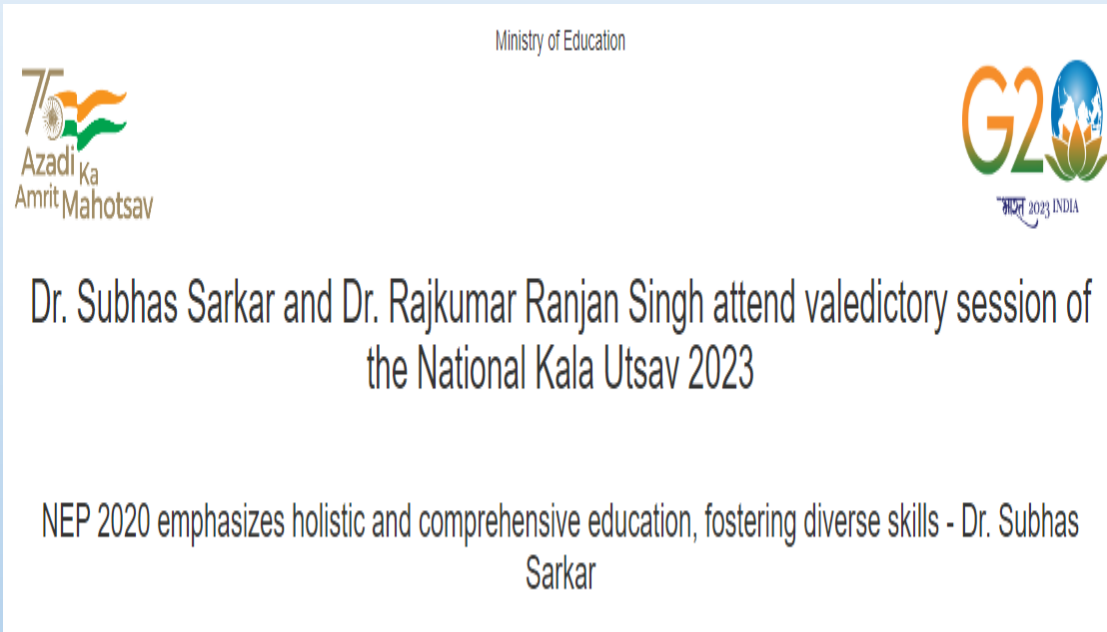 Ministry of Education
75
Azadi Ka
Amrit Mahotsav
G20
भारत 2023 INDIA
Dr. Subhas Sarkar and Dr. Rajkumar Ranjan Singh attend valedictory session of
the National Kala Utsav 2023
NEP 2020 emphasizes holistic and comprehensive education, fostering diverse skills - Dr. Subhas
Sarkar